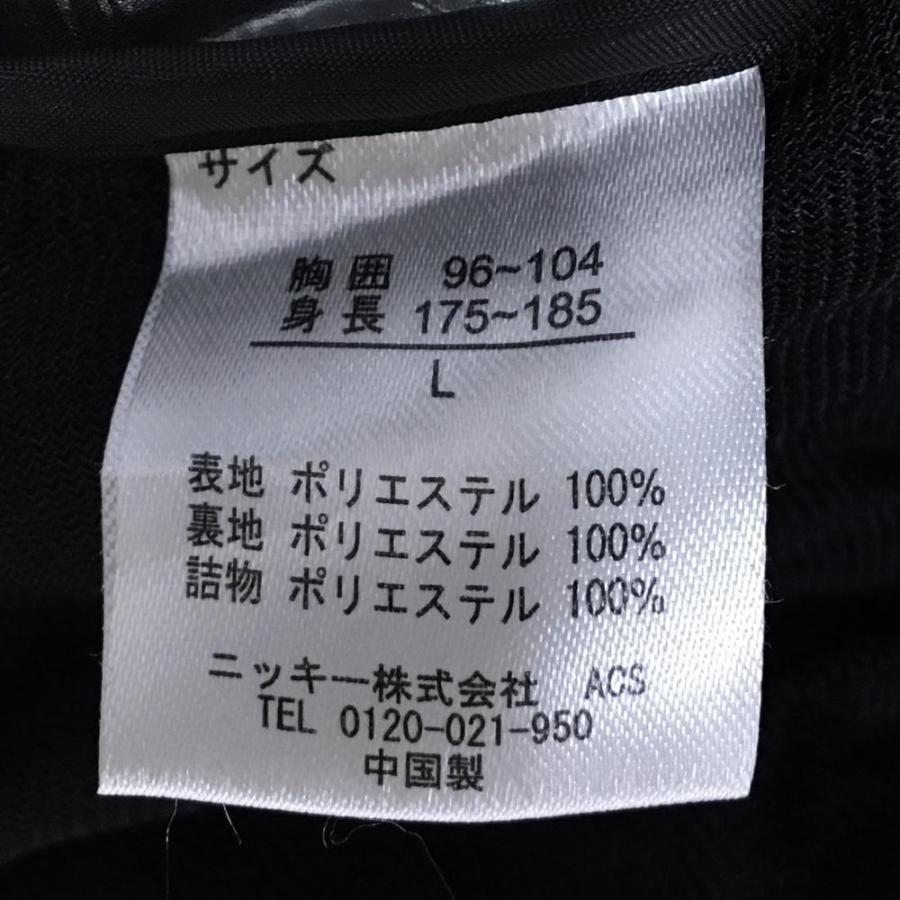 サイズ
胸囲 96~104
身長 175~185
L
表地 ポリエステル 100%
裏地 ポリエステル 100%
詰物 ポリエステル 100%
ニッキー株式会社 ACS
TEL 0120-021-950
中国製